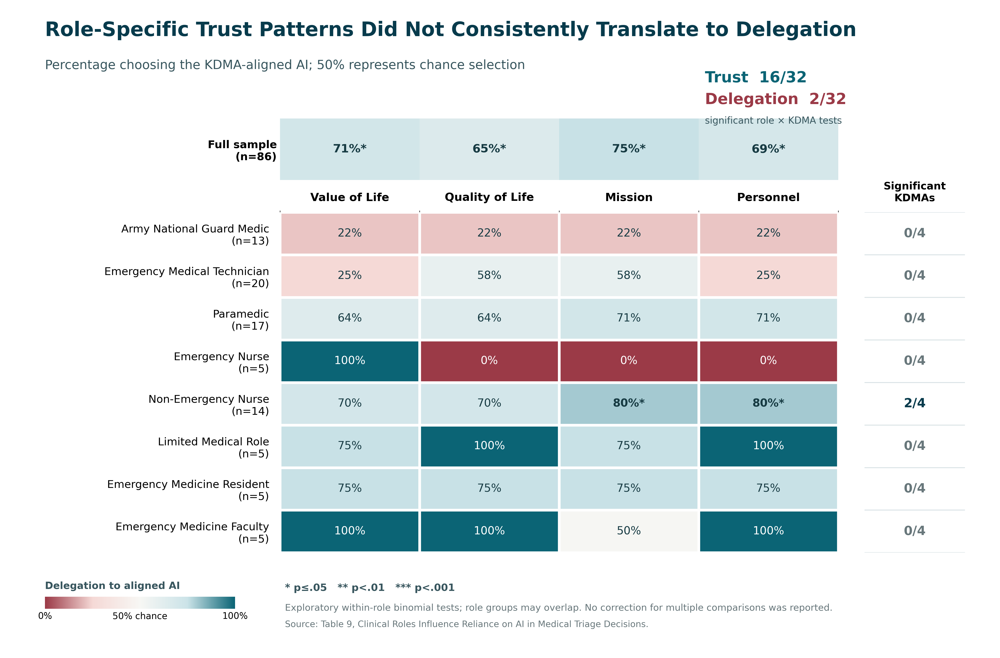 Role-Specific Trust Patterns Did Not Consistently Translate to Delegation
Percentage choosing the KDMA-aligned AI; 50% represents chance selection
Trust 16/32
Delegation 2/32
significant role × KDMA tests
Full sample
(n=86)
71%* 65%* 75%* 69%*
Value of Life Quality of Life Mission Personnel
Significant
KDMAs
Army National Guard Medic
(n=13)
22% 22% 22% 22% 0/4
Emergency Medical Technician
(n=20)
25% 58% 58% 25% 0/4
Paramedic
(n=17)
64% 64% 71% 71% 0/4
Emergency Nurse
(n=5)
100% 0% 0% 0% 0/4
Non-Emergency Nurse
(n=14)
70% 70% 80%* 80%* 2/4
Limited Medical Role
(n=5)
75% 100% 75% 100% 0/4
Emergency Medicine Resident
(n=5)
75% 75% 75% 75% 0/4
Emergency Medicine Faculty
(n=5)
100% 100% 50% 100% 0/4
Delegation to aligned AI
0% 50% chance 100%
* p≤.05 ** p<.01 *** p<.001
Exploratory within-role binomial tests; role groups may overlap. No correction for multiple comparisons was reported.
Source: Table 9, Clinical Roles Influence Reliance on AI in Medical Triage Decisions.